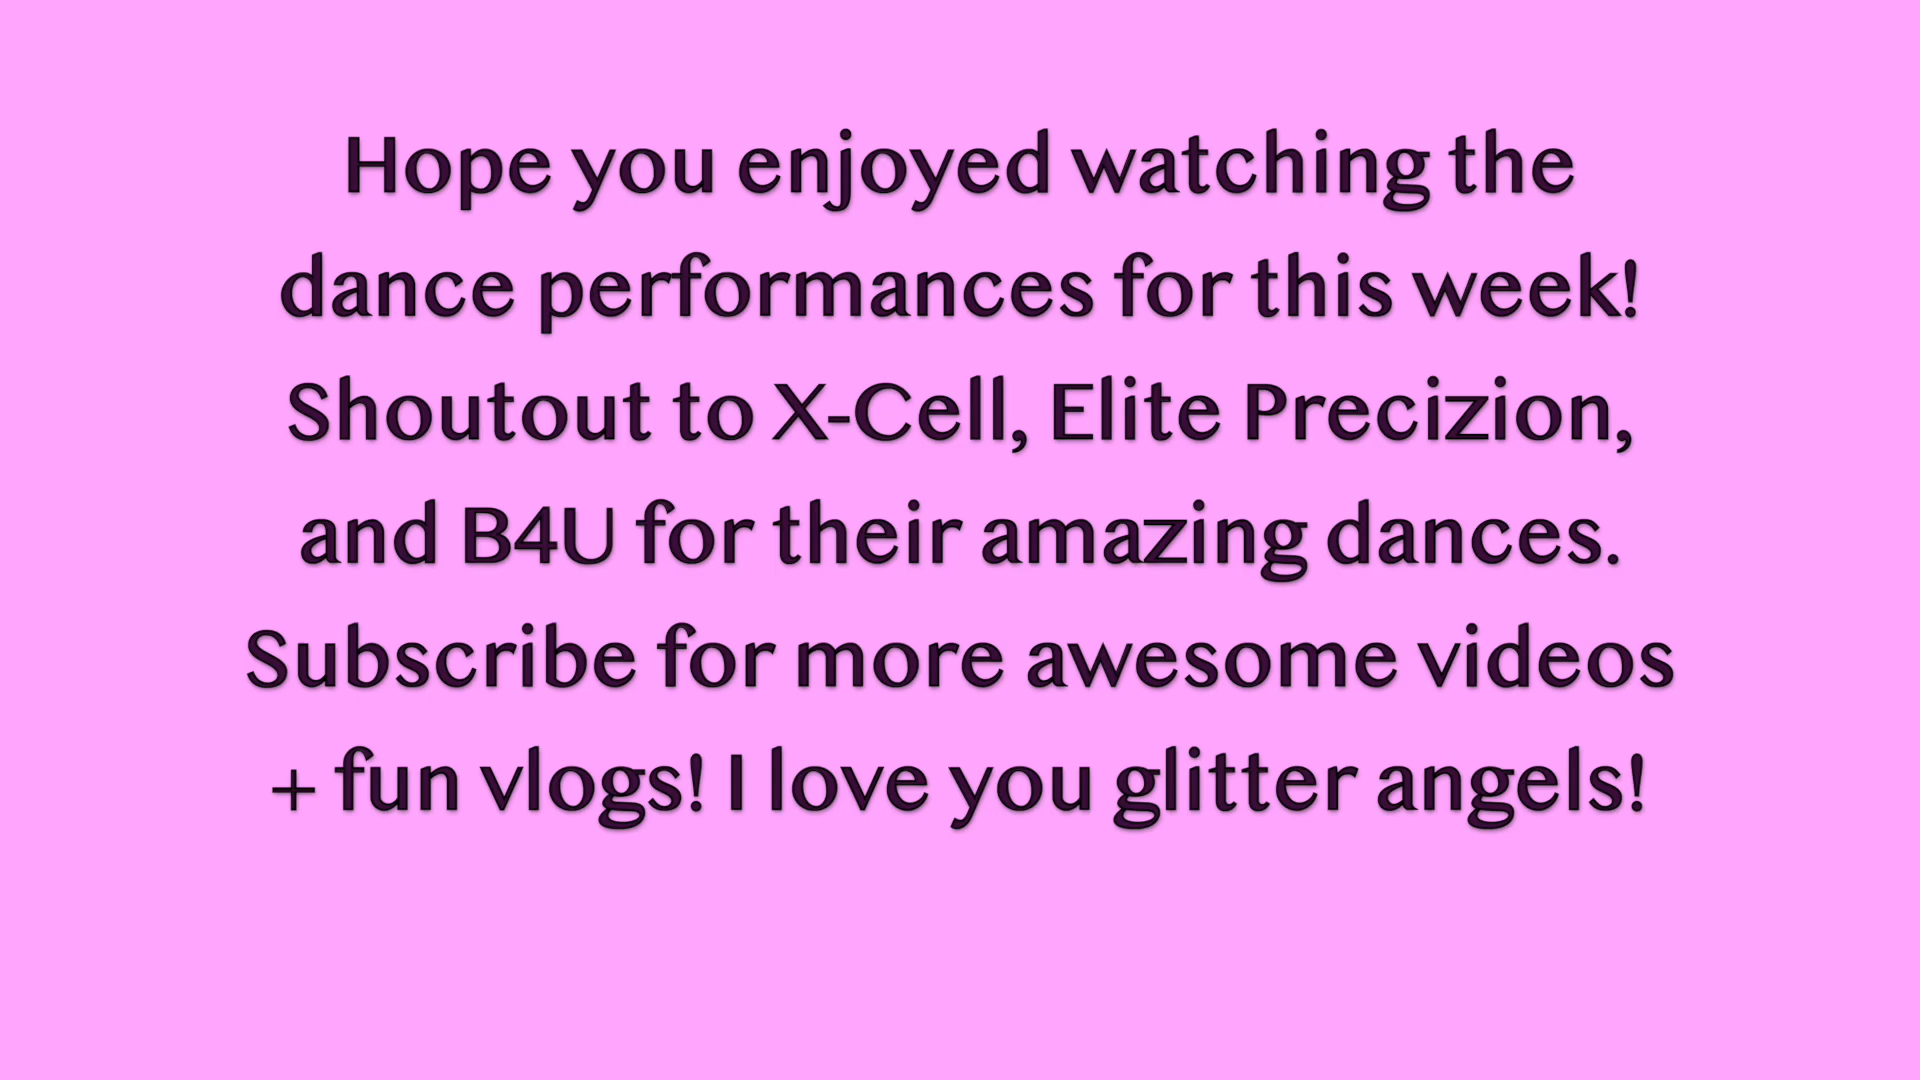 Hope you enjoyed watching the
dance performances for this week!
Shoutout to X-Cell, Elite Precizion,
and B4U for their amazing dances.
Subscribe for more awesome videos
+ fun vlogs! I love you glitter angels!